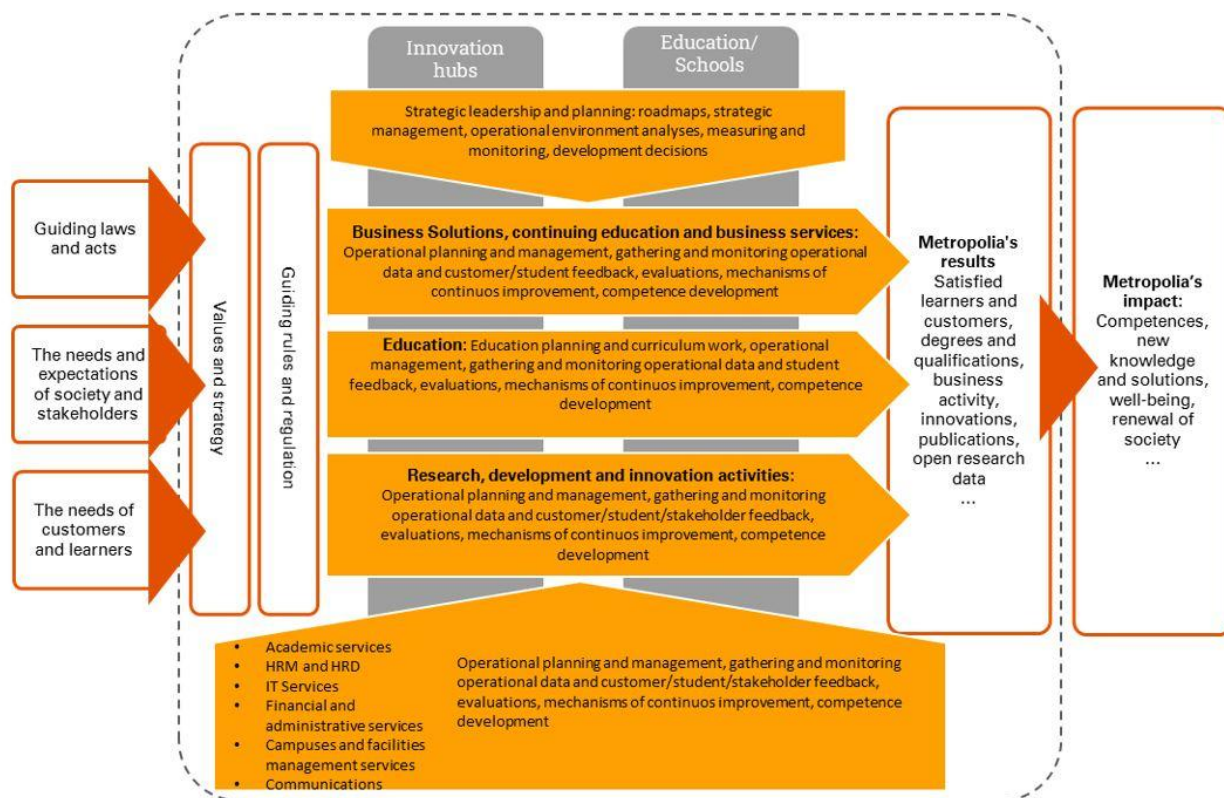 Innovation
hubs
Education/
Schools
Strategic leadership and planning: roadmaps, strategic
management, operational environment analyses, measuring and
monitoring, development decisions
Guiding laws
and acts
The needs and
expectations
of society and
stakeholders
The needs of
customers
and learners
Values and strategy
Guiding rules and regulation
Business Solutions, continuing education and business services:
Operational planning and management, gathering and monitoring operational
data and customer/student feedback, evaluations, mechanisms of
continuos improvement, competence development
Education: Education planning and curriculum work, operational
management, gathering and monitoring operational data and student
feedback, evaluations, mechanisms of continuos improvement, competence
development
Research, development and innovation activities:
Operational planning and management, gathering and monitoring
operational data and customer/student/stakeholder feedback,
evaluations, mechanisms of continuos improvement, competence
development
• Academic services
• HRM and HRD
• IT Services
• Financial and
administrative services
• Campuses and facilities
management services
• Communications
Operational planning and management, gathering and monitoring
operational data and customer/student/stakeholder feedback,
evaluations, mechanisms of continuos improvement, competence
development
Metropolia's
results
Satisfied
learners and
customers,
degrees and
qualifications,
business
activity,
innovations,
publications,
open research
data
...
Metropolia's
impact:
Competences,
new
knowledge
and solutions,
well-being,
renewal of
society
...